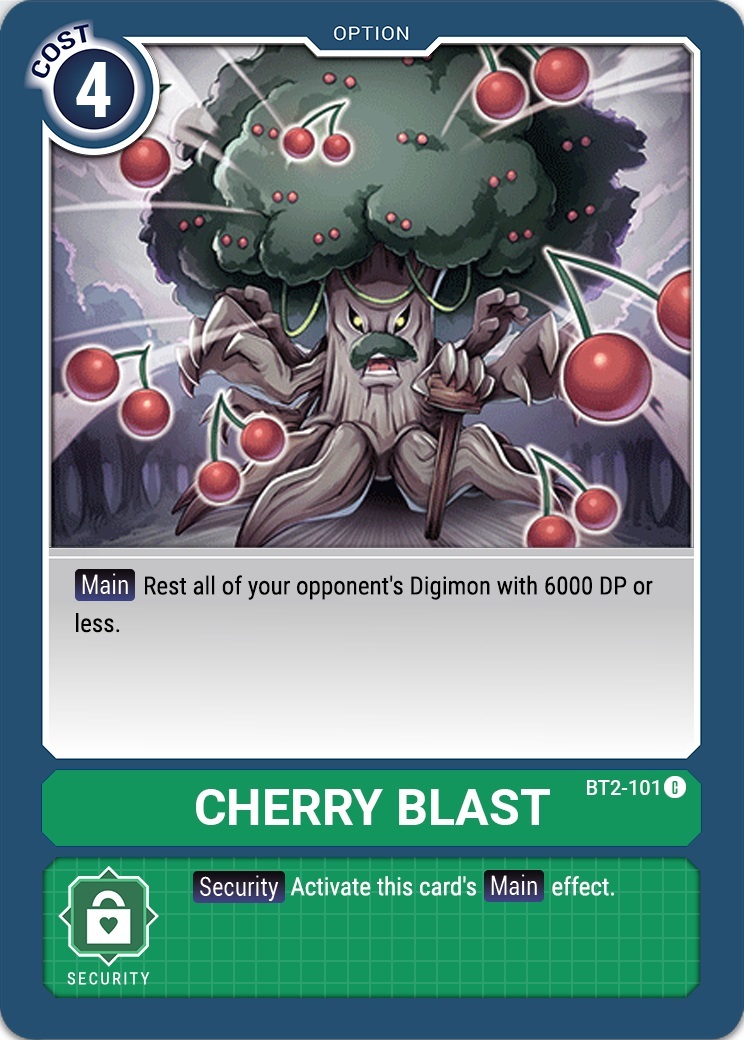 OPTION
COST
4
Main Rest all of your opponent's Digimon with 6000 DP or
less.
BT2-101 C
CHERRY BLAST
Security Activate this card's Main effect.
SECURITY